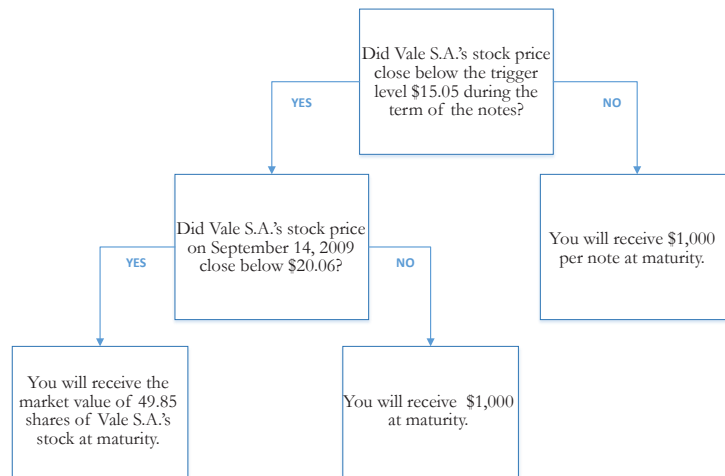 Did Vale S.A.'s stock price
close below the trigger
level $15.05 during the
term of the notes?
YES
NO
Did Vale S.A.'s stock price
on September 14, 2009
close below $20.06?
You will receive $1,000
per note at maturity.
YES
NO
You will receive the
market value of 49.85
shares of Vale S.A.'s
stock at maturity.
You will receive $1,000
at maturity.